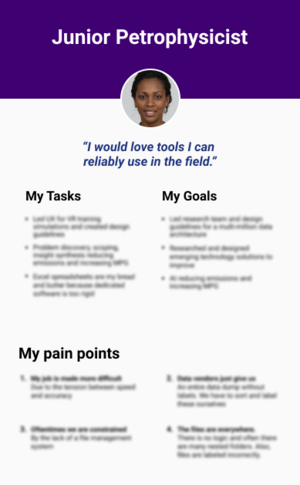 Junior Petrophysicist
“I would love tools I can
reliably use in the field.”
My Tasks
My Goals
Led UX for VR training
simulations and created design
guidelines
Problem discovery, scoping,
insight synthesis reducing
emissions and increasing MPG
Excel spreadsheets are my bread
and butter because dedicated
software is too rigid
Led research team and design
guidelines for a multi-million data
architecture
Researched and designed
emerging technology solutions to
improve
AI reducing emissions and
increasing MPG
My pain points
1. My job is made more difficult
Due to the tension between speed
and accuracy
2. Data vendors just give us
An entire data dump without
labels. We have to sort and label
these ourselves
3. Oftentimes we are constrained
By the lack of a file management
system
4. The files are everywhere.
There is no logic and often there
are many nested folders. Also,
files are labeled incorrectly.